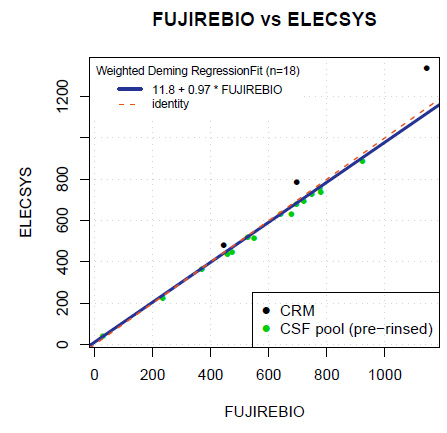 FUJIREBIO vs ELECSYS
Weighted Deming RegressionFit (n=18)
11.8 + 0.97 * FUJIREBIO
identity
ELECSYS
1200
800
600
400
200
0
CRM
CSF pool (pre−rinsed)
0 200 400 600 800 1000
FUJIREBIO